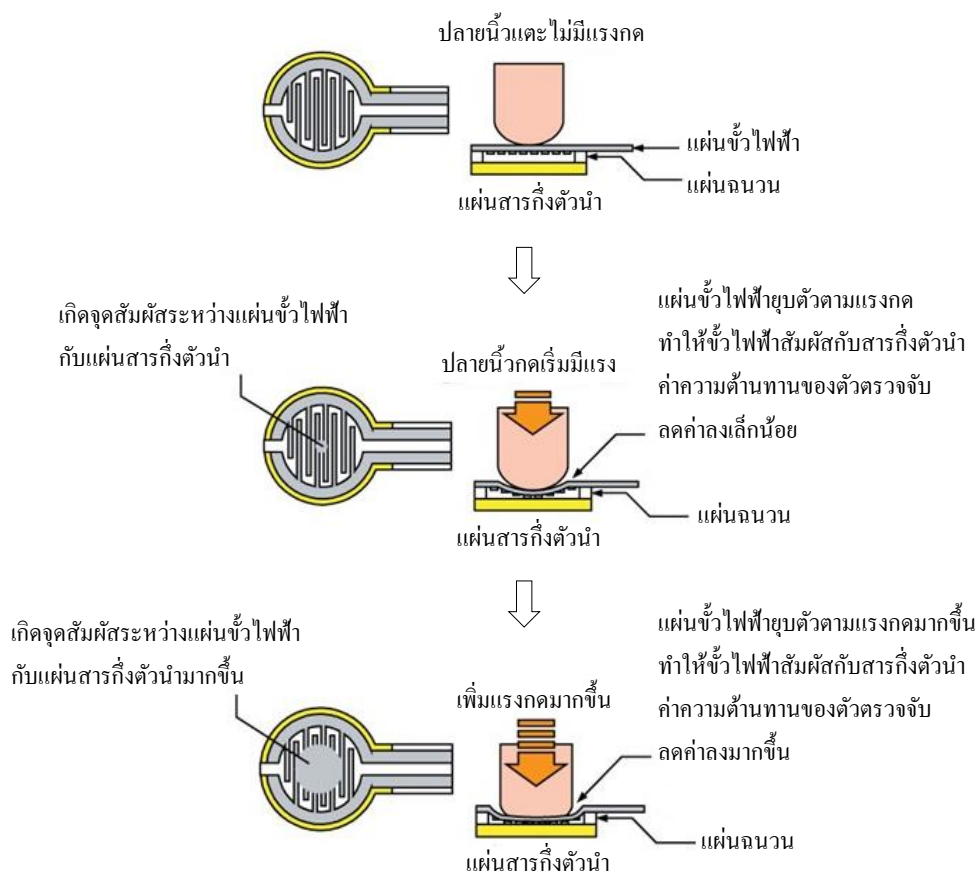 ปลายนิ้วแตะไม่มีแรงกด
แผ่นขั้วไฟฟ้า
แผ่นฉนวน
แผ่นสารกึ่งตัวนำ
เกิดจุดสัมผัสระหว่างแผ่นขั้วไฟฟ้า
กับแผ่นสารกึ่งตัวนำ
ปลายนิ้วกดเริ่มมีแรง
แผ่นขั้วไฟฟ้ายุบตัวตามแรงกด
ทำให้ขั้วไฟฟ้าสัมผัสกับสารกึ่งตัวนำ
ค่าความต้านทานของตัวตรวจจับ
ลดค่าลงเล็กน้อย
แผ่นฉนวน
แผ่นสารกึ่งตัวนำ
เกิดจุดสัมผัสระหว่างแผ่นขั้วไฟฟ้า
กับแผ่นสารกึ่งตัวนำมากขึ้น
เพิ่มแรงกดมากขึ้น
แผ่นขั้วไฟฟ้ายุบตัวตามแรงกดมากขึ้น
ทำให้ขั้วไฟฟ้าสัมผัสกับสารกึ่งตัวนำ
ค่าความต้านทานของตัวตรวจจับ
ลดค่าลงมากขึ้น
แผ่นฉนวน
แผ่นสารกึ่งตัวนำ